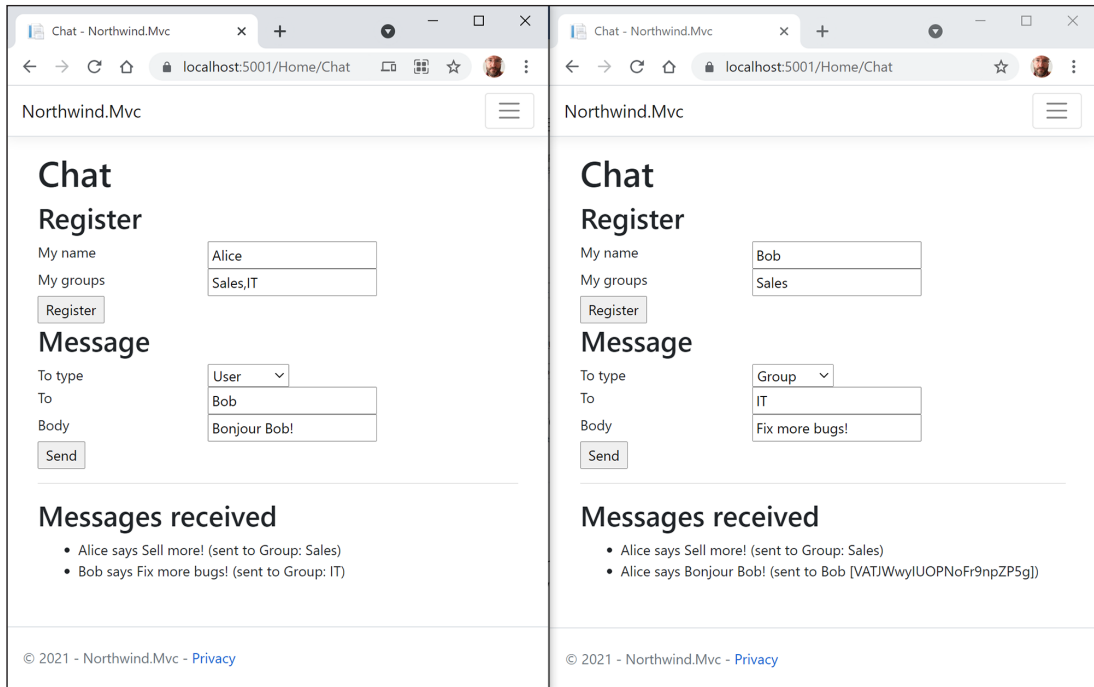 Chat - Northwind.Mvc
localhost:5001/Home/Chat
Northwind.Mvc
Chat
Register
My name Alice
My groups Sales,IT
Register
Message
To type User
To Bob
Body Bonjour Bob!
Send
Messages received
Alice says Sell more! (sent to Group: Sales)
Bob says Fix more bugs! (sent to Group: IT)
© 2021 - Northwind.Mvc - Privacy
Chat - Northwind.Mvc
localhost:5001/Home/Chat
Northwind.Mvc
Chat
Register
My name Bob
My groups Sales
Register
Message
To type Group
To IT
Body Fix more bugs!
Send
Messages received
Alice says Sell more! (sent to Group: Sales)
Alice says Bonjour Bob! (sent to Bob [VATJWwyIUOPNoFr9npZP5g])
© 2021 - Northwind.Mvc - Privacy